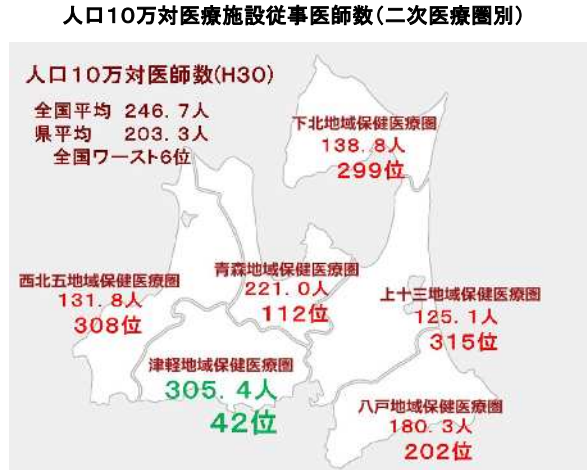 人口10万対医療施設従事医師数(二次医療圏別)
人口10万対医師数(H30)
全国平均 246.7人
県平均 203.3人
全国ワースト6位
下北地域保健医療圏
138.8人
299位
青森地域保健医療圏
221.0人
112位
西北五地域保健医療圏
131.8人
308位
上十三地域保健医療圏
125.1人
315位
津軽地域保健医療圏
305.4人
42位
八戸地域保健医療圏
180.3人
202位